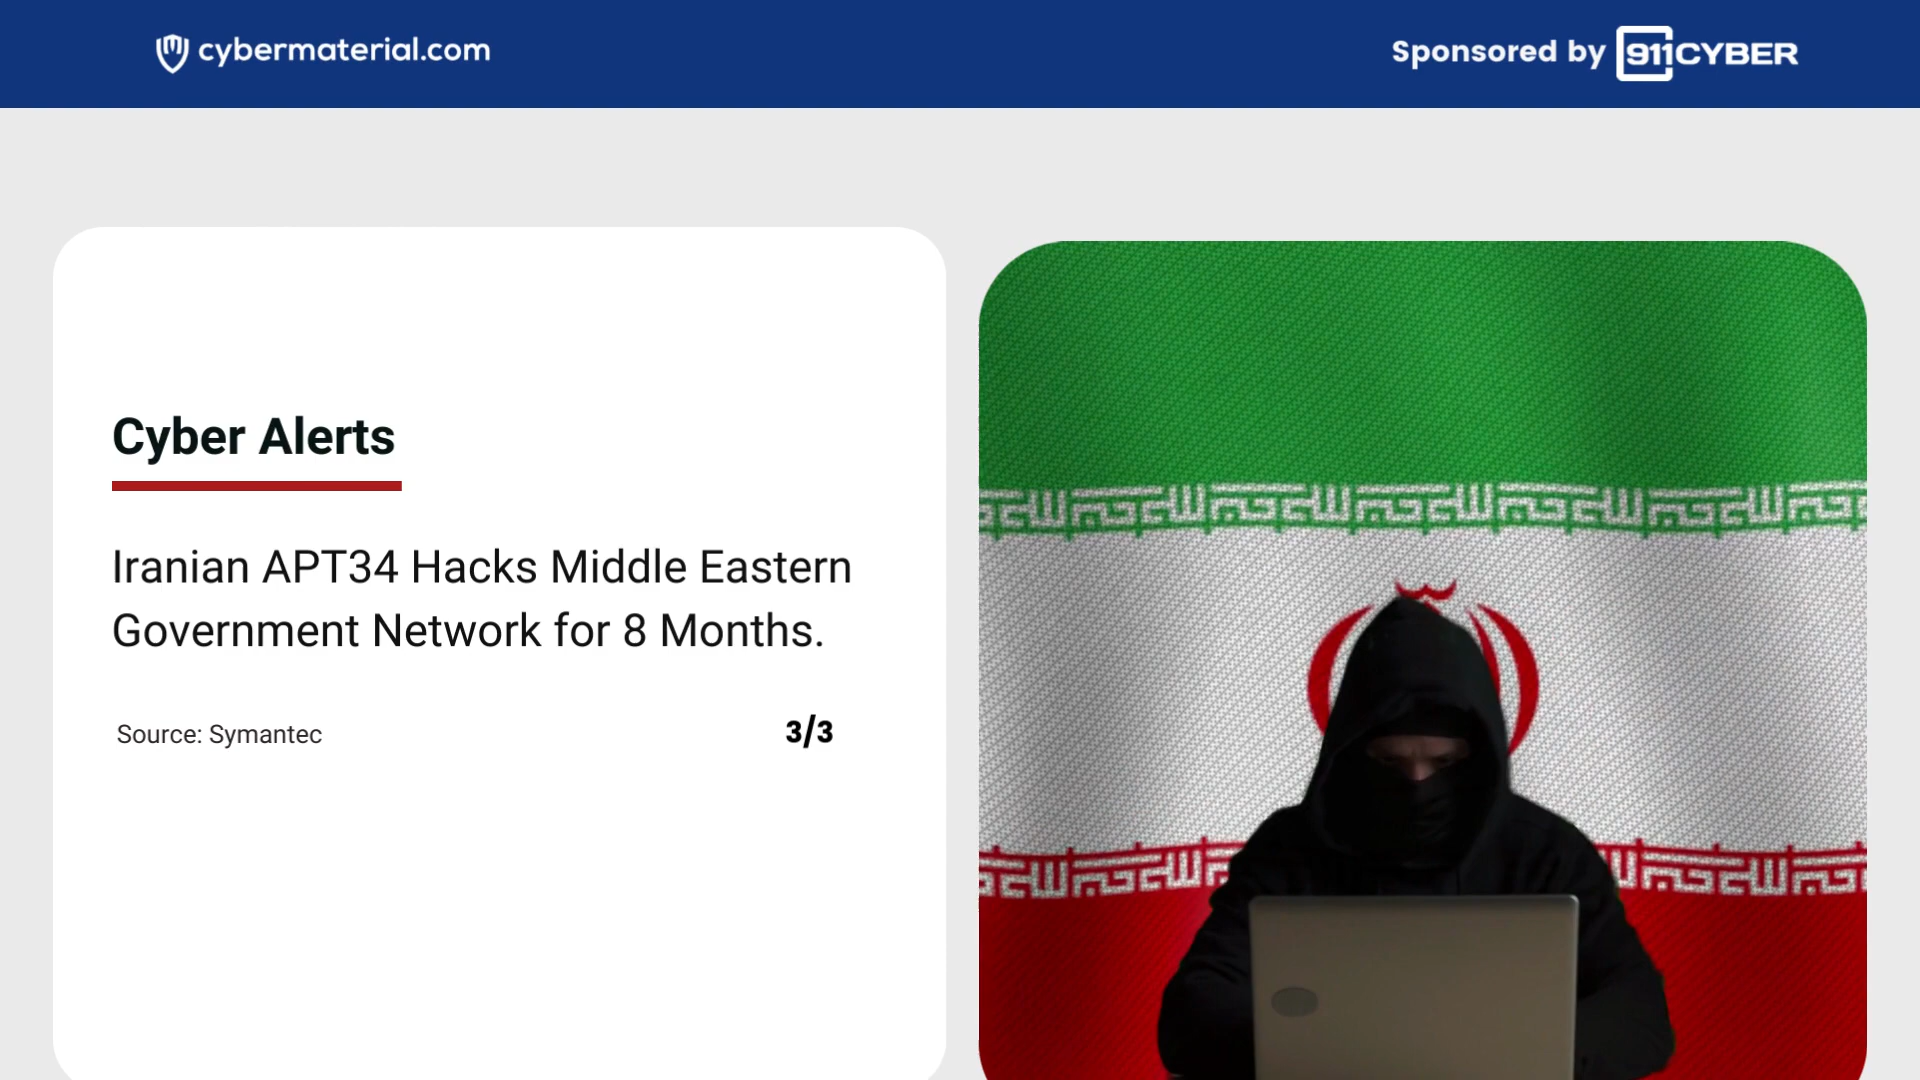 cybermaterial.com
Sponsored by 911CYBER
Cyber Alerts
Iranian APT34 Hacks Middle Eastern
Government Network for 8 Months.
Source: Symantec
3/3